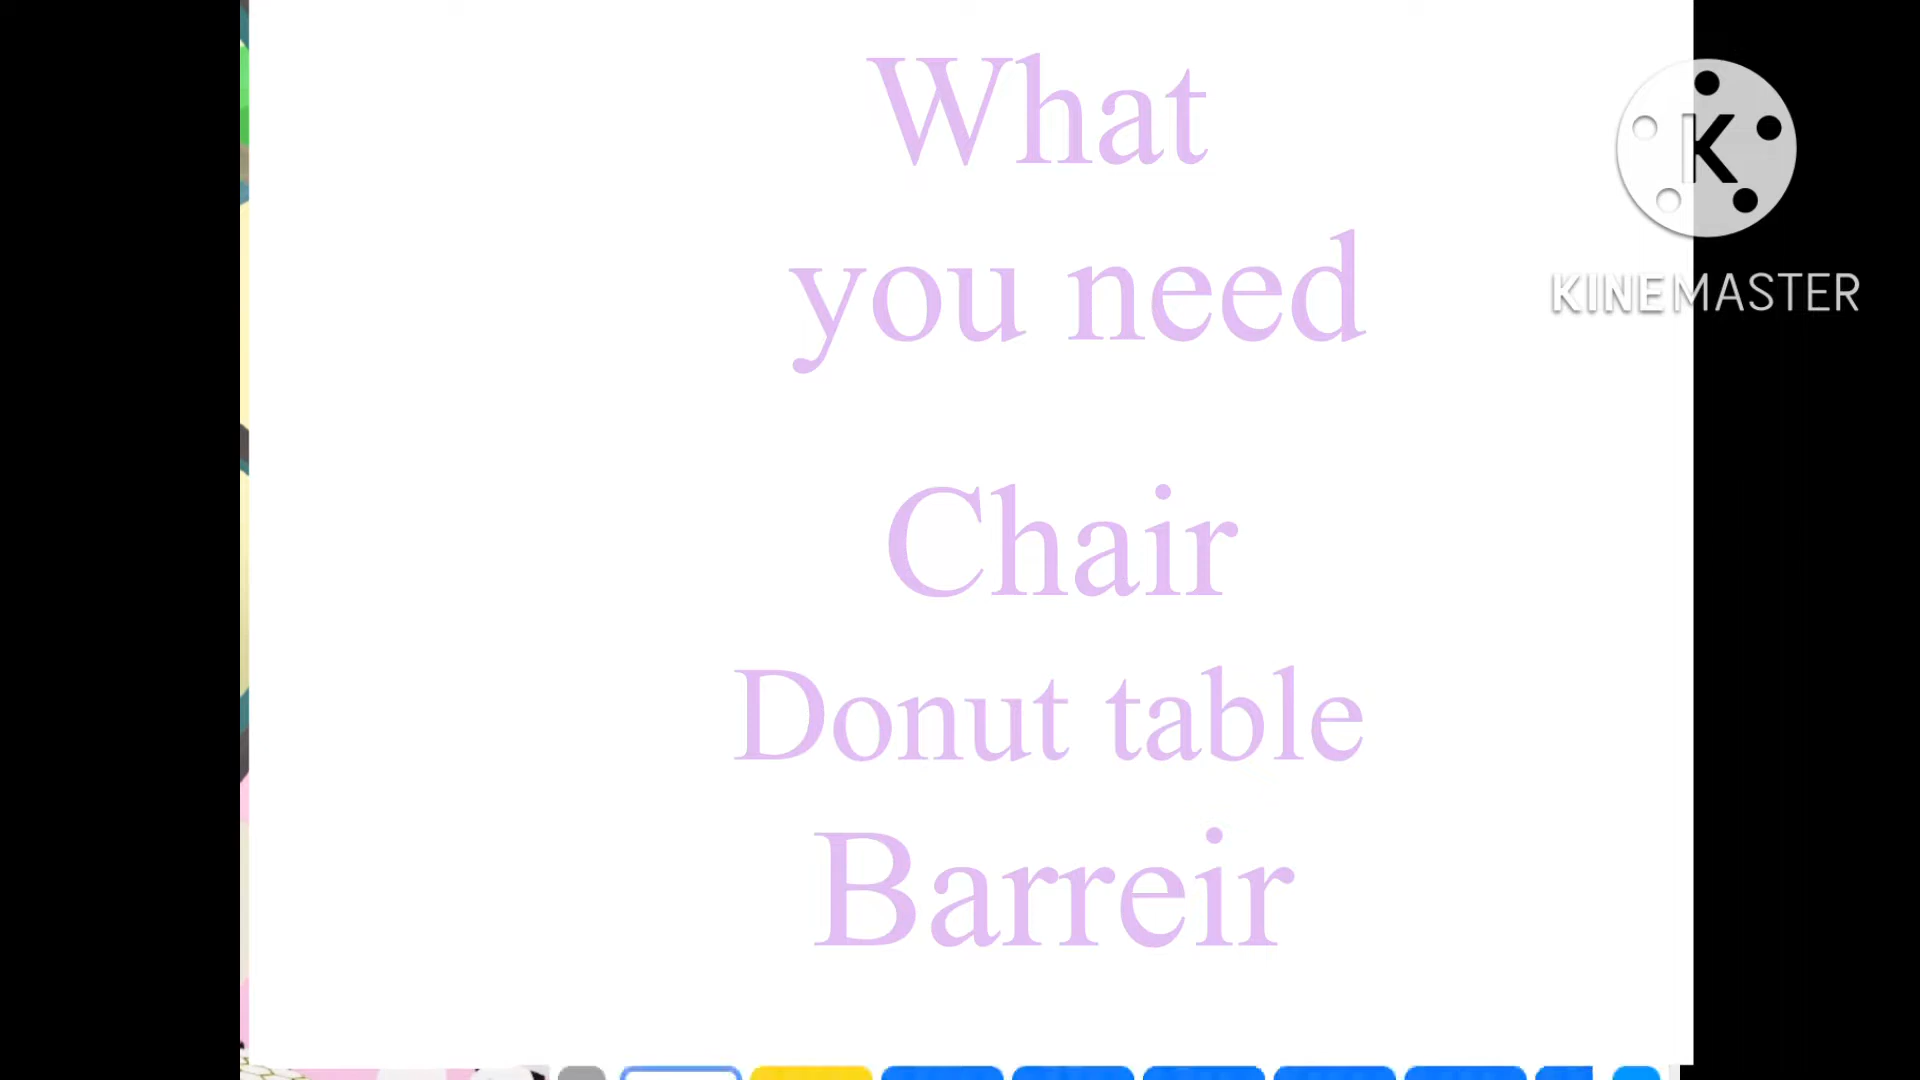 What
you need
K
KINEMASTER
Chair
Donut table
Barreir